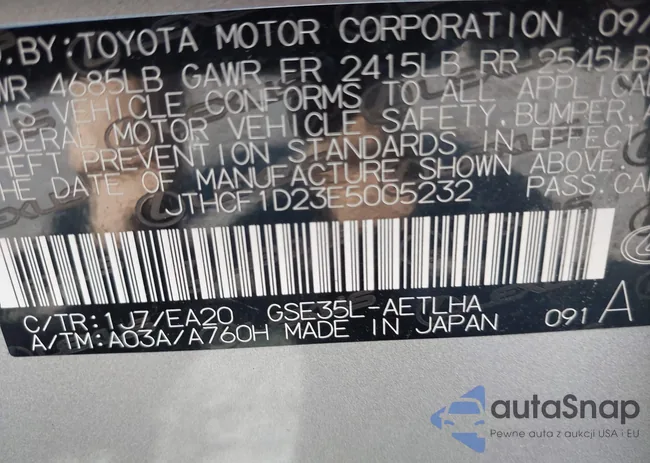 D.BY:TOYOTA MOTOR CORPORATION 09/
WR 4685LB GAWR FR 2415LB RR 2545LB
IS VEHICLE CONFORMS TO ALL APPLICA
DERAL MOTOR VEHICLE SAFETY,BUMPER,A
HEFT PREVENTION STANDARDS IN EFFECT
DATE OF MANUFACTURE SHOWN ABOVE.
JTHCF1D23E5005232 PASS.CA
C/TR:1J7/EA20 GSE35L-AETLHA
A/TM:A03A/A760H MADE IN JAPAN 091 A
autaSnap
Pewne auta z aukcji USA i EU